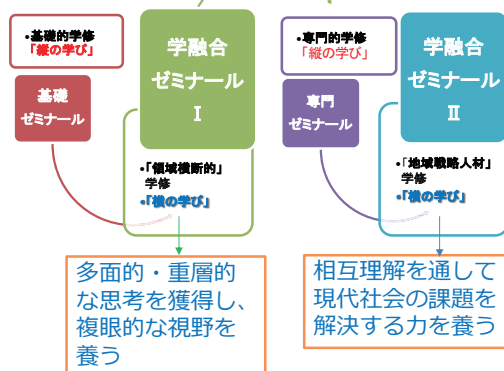 •基礎的学修
「縦の学び」
基礎
ゼミナール
学融合
ゼミナール
Ⅰ
•「領域横断的」
学修
•「横の学び」
多面的・重層的
な思考を獲得し、
複眼的な視野を
養う
•専門的学修
「縦の学び」
専門
ゼミナール
学融合
ゼミナール
Ⅱ
•「地域戦略人材」
学修
•「横の学び」
相互理解を通して
現代社会の課題を
解決する力を養う